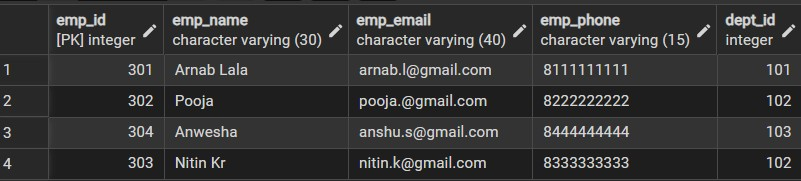 emp_id emp_name emp_email emp_phone dept_id
[PK] integer character varying (30) character varying (40) character varying (15) integer
1 301 Arnab Lala arnab.l@gmail.com 8111111111 101
2 302 Pooja pooja.@gmail.com 8222222222 102
3 304 Anwesha anshu.s@gmail.com 8444444444 103
4 303 Nitin Kr nitin.k@gmail.com 8333333333 102